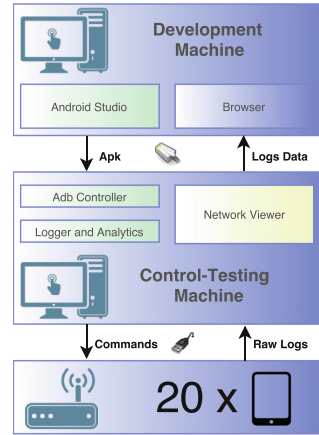 Development
Machine
Android Studio
Browser
Apk
Logs Data
Adb Controller
Logger and Analytics
Network Viewer
Control-Testing
Machine
Commands
Raw Logs
20 x